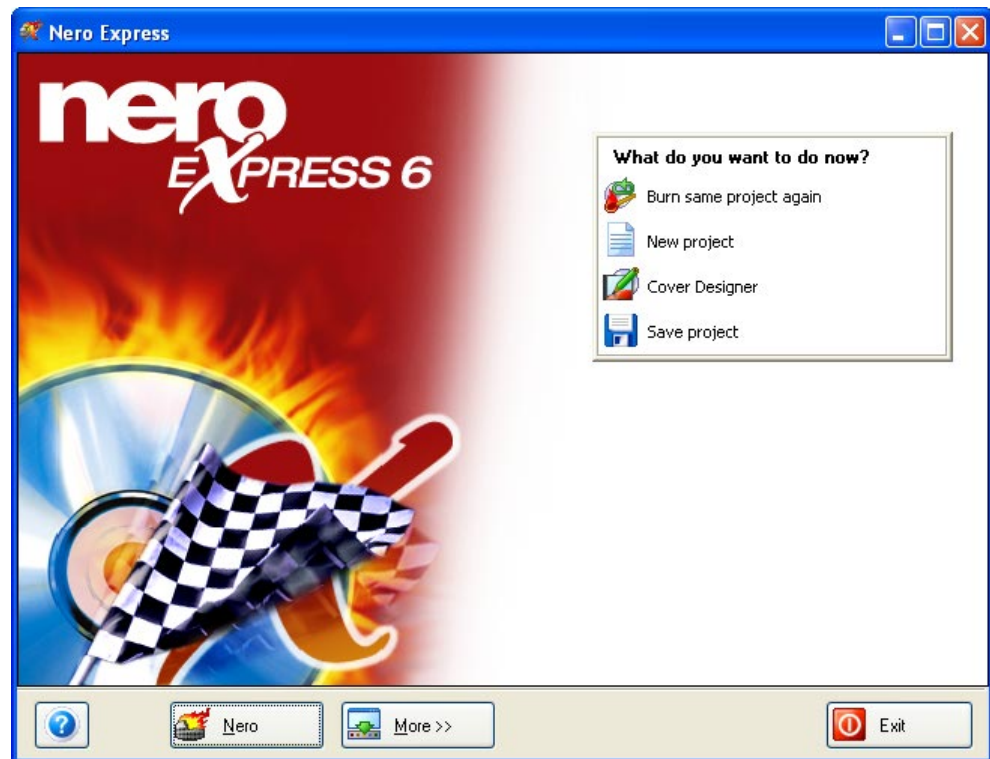 Nero Express
nero
EXPRESS 6
What do you want to do now?
Burn same project again
New project
Cover Designer
Save project
?
Nero
More >>
Exit